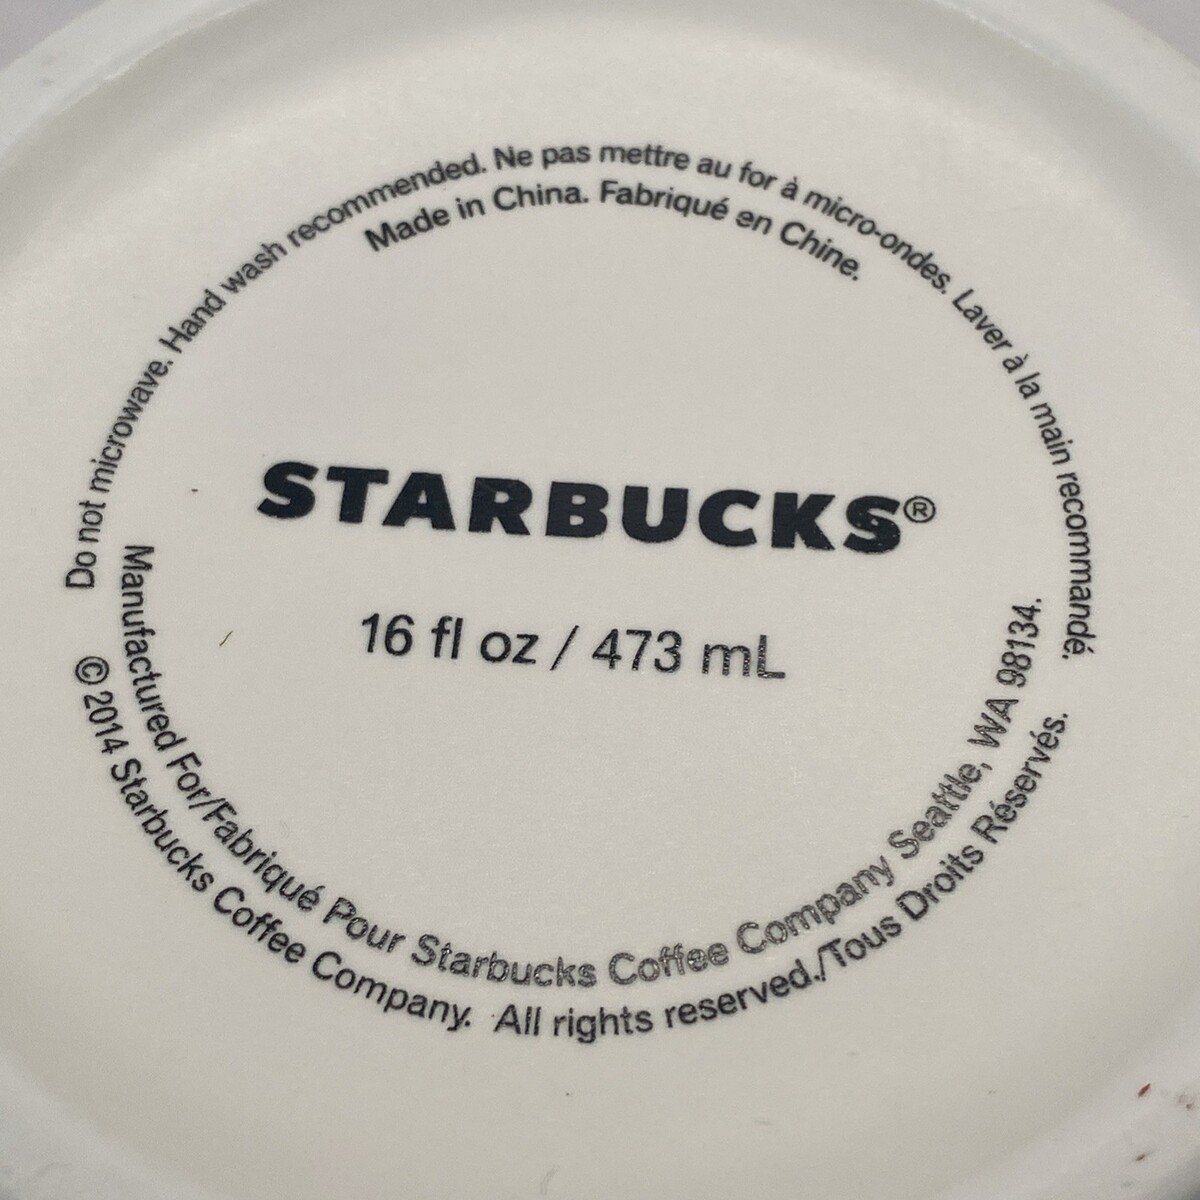 Do not microwave. Hand wash recommended. Ne pas mettre au for à micro-ondes. Laver à la main recommandé.
Made in China. Fabriqué en Chine.
STARBUCKS®
16 fl oz / 473 mL
Manufactured For/Fabriqué Pour Starbucks Coffee Company Seattle, WA 98134.
© 2014 Starbucks Coffee Company. All rights reserved./Tous Droits Réservés.